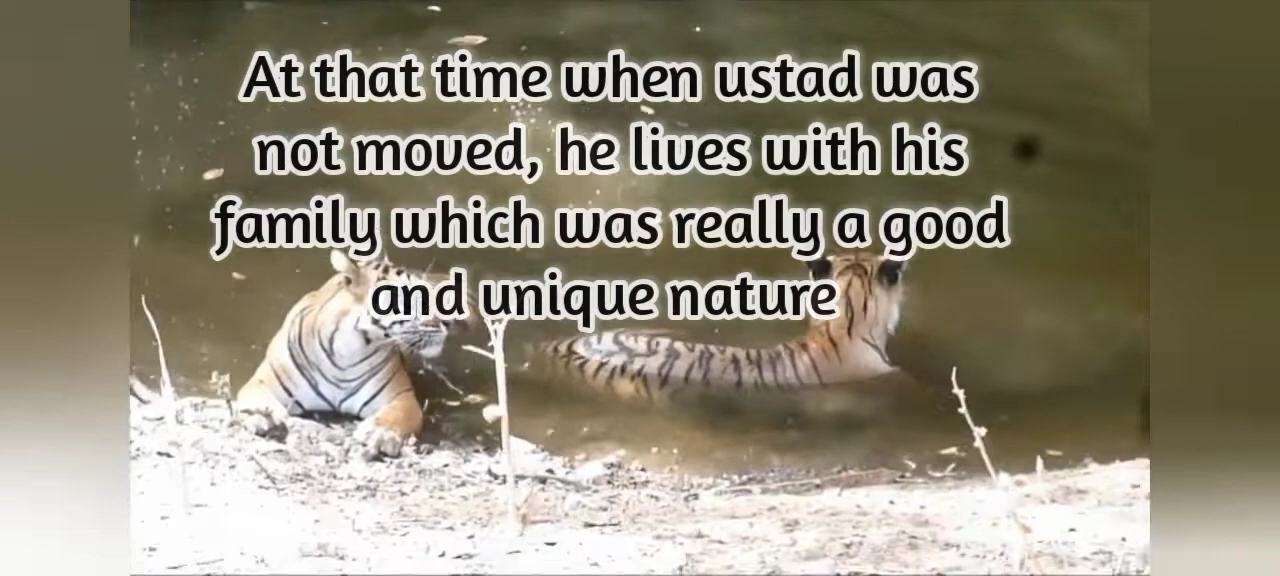 At that time when ustad was
not moved, he lives with his
family which was really a good
and unique nature